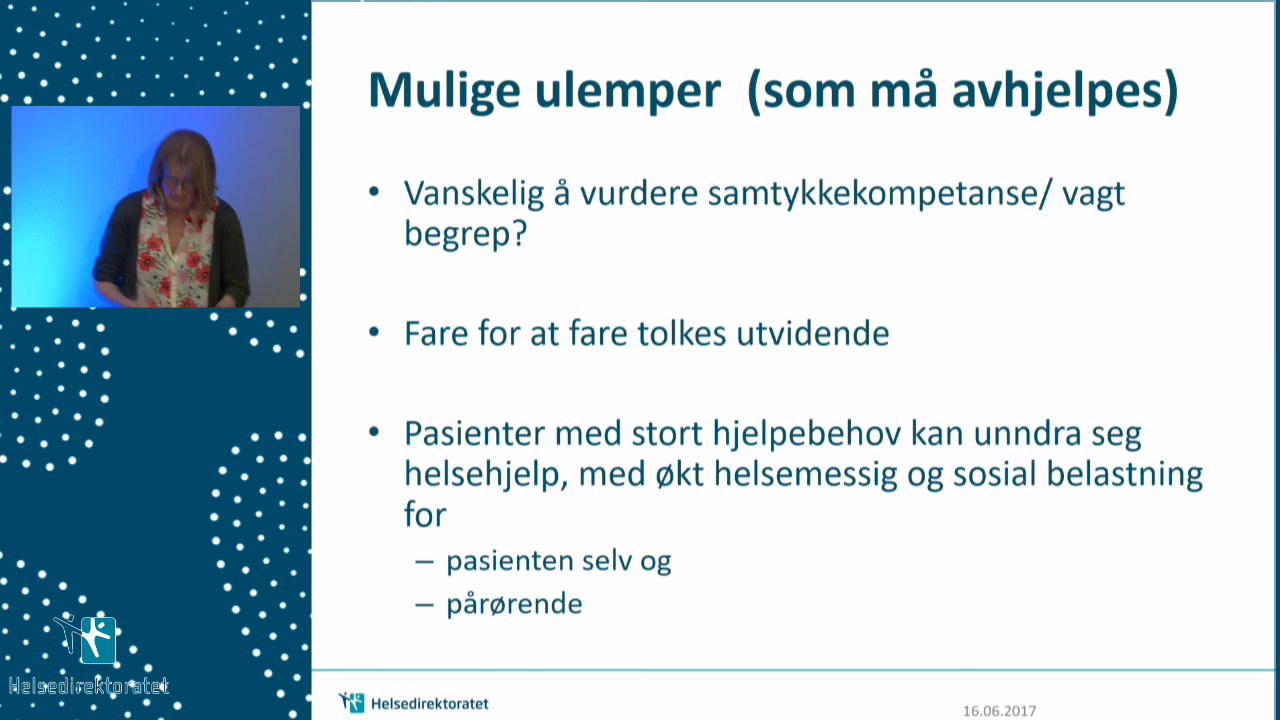 Mulige ulemper (som må avhjelpes)
• Vanskelig å vurdere samtykkekompetanse/ vagt
begrep?
• Fare for at fare tolkes utvidende
• Pasienter med stort hjelpebehov kan unndra seg
helsehjelp, med økt helsemessig og sosial belastning
for
– pasienten selv og
– pårørende
Helsedirektoratet
Helsedirektoratet
16.06.2017